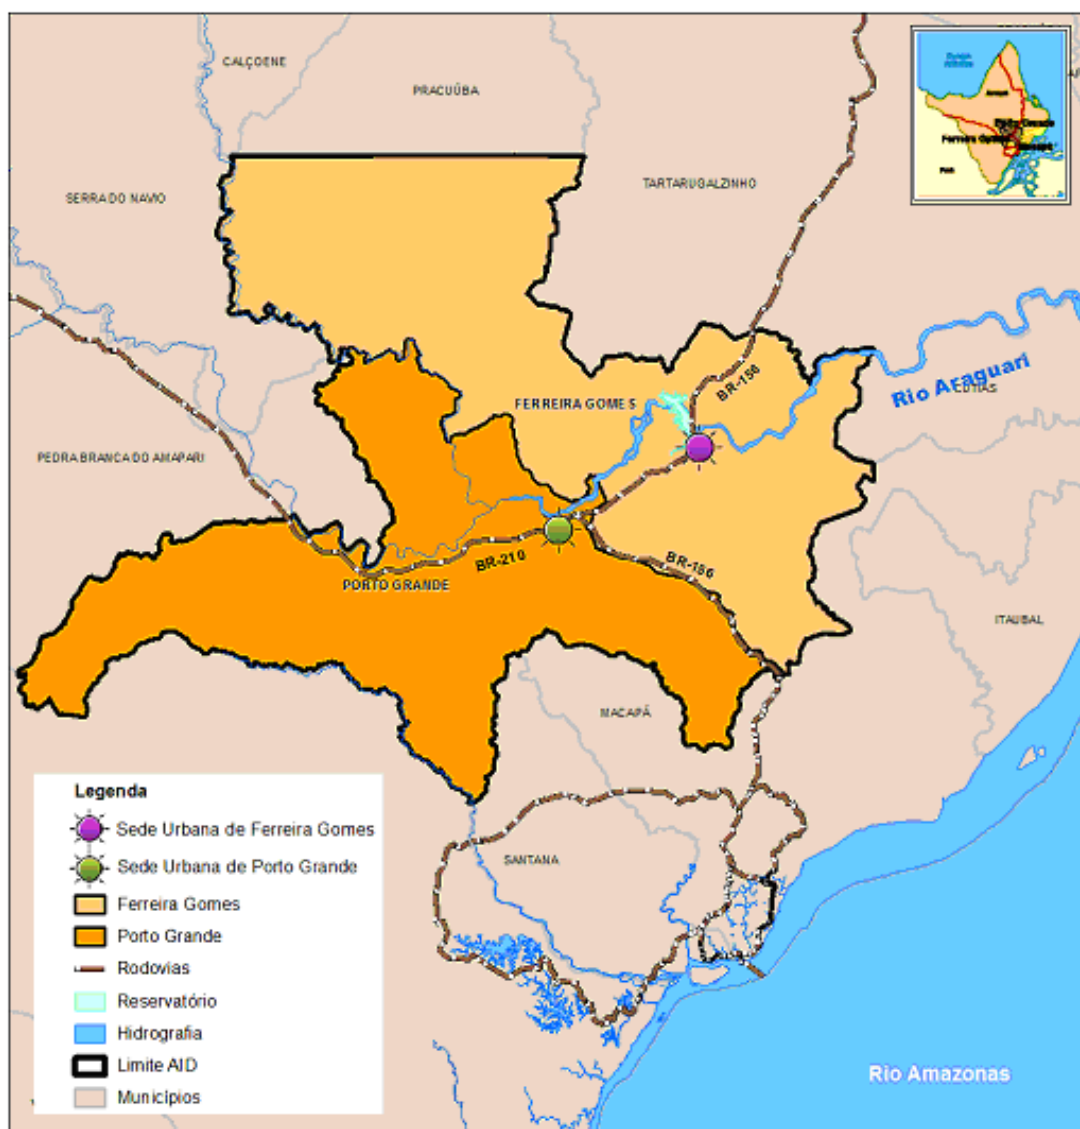 CALÇOENE
PRACUÚBA
SERRA DO NAVIO
TARTARUGALZINHO
Rio Araguari
CUTIAS
BR-156
FERREIRA GOMES
PEDRA BRANCA DO AMAPARI
BR-210
BR-156
PORTO GRANDE
ITAUBAL
MACAPÁ
SANTANA
Rio Amazonas
Legenda
Sede Urbana de Ferreira Gomes
Sede Urbana de Porto Grande
Ferreira Gomes
Porto Grande
Rodovias
Reservatório
Hidrografia
Limite AID
Municípios